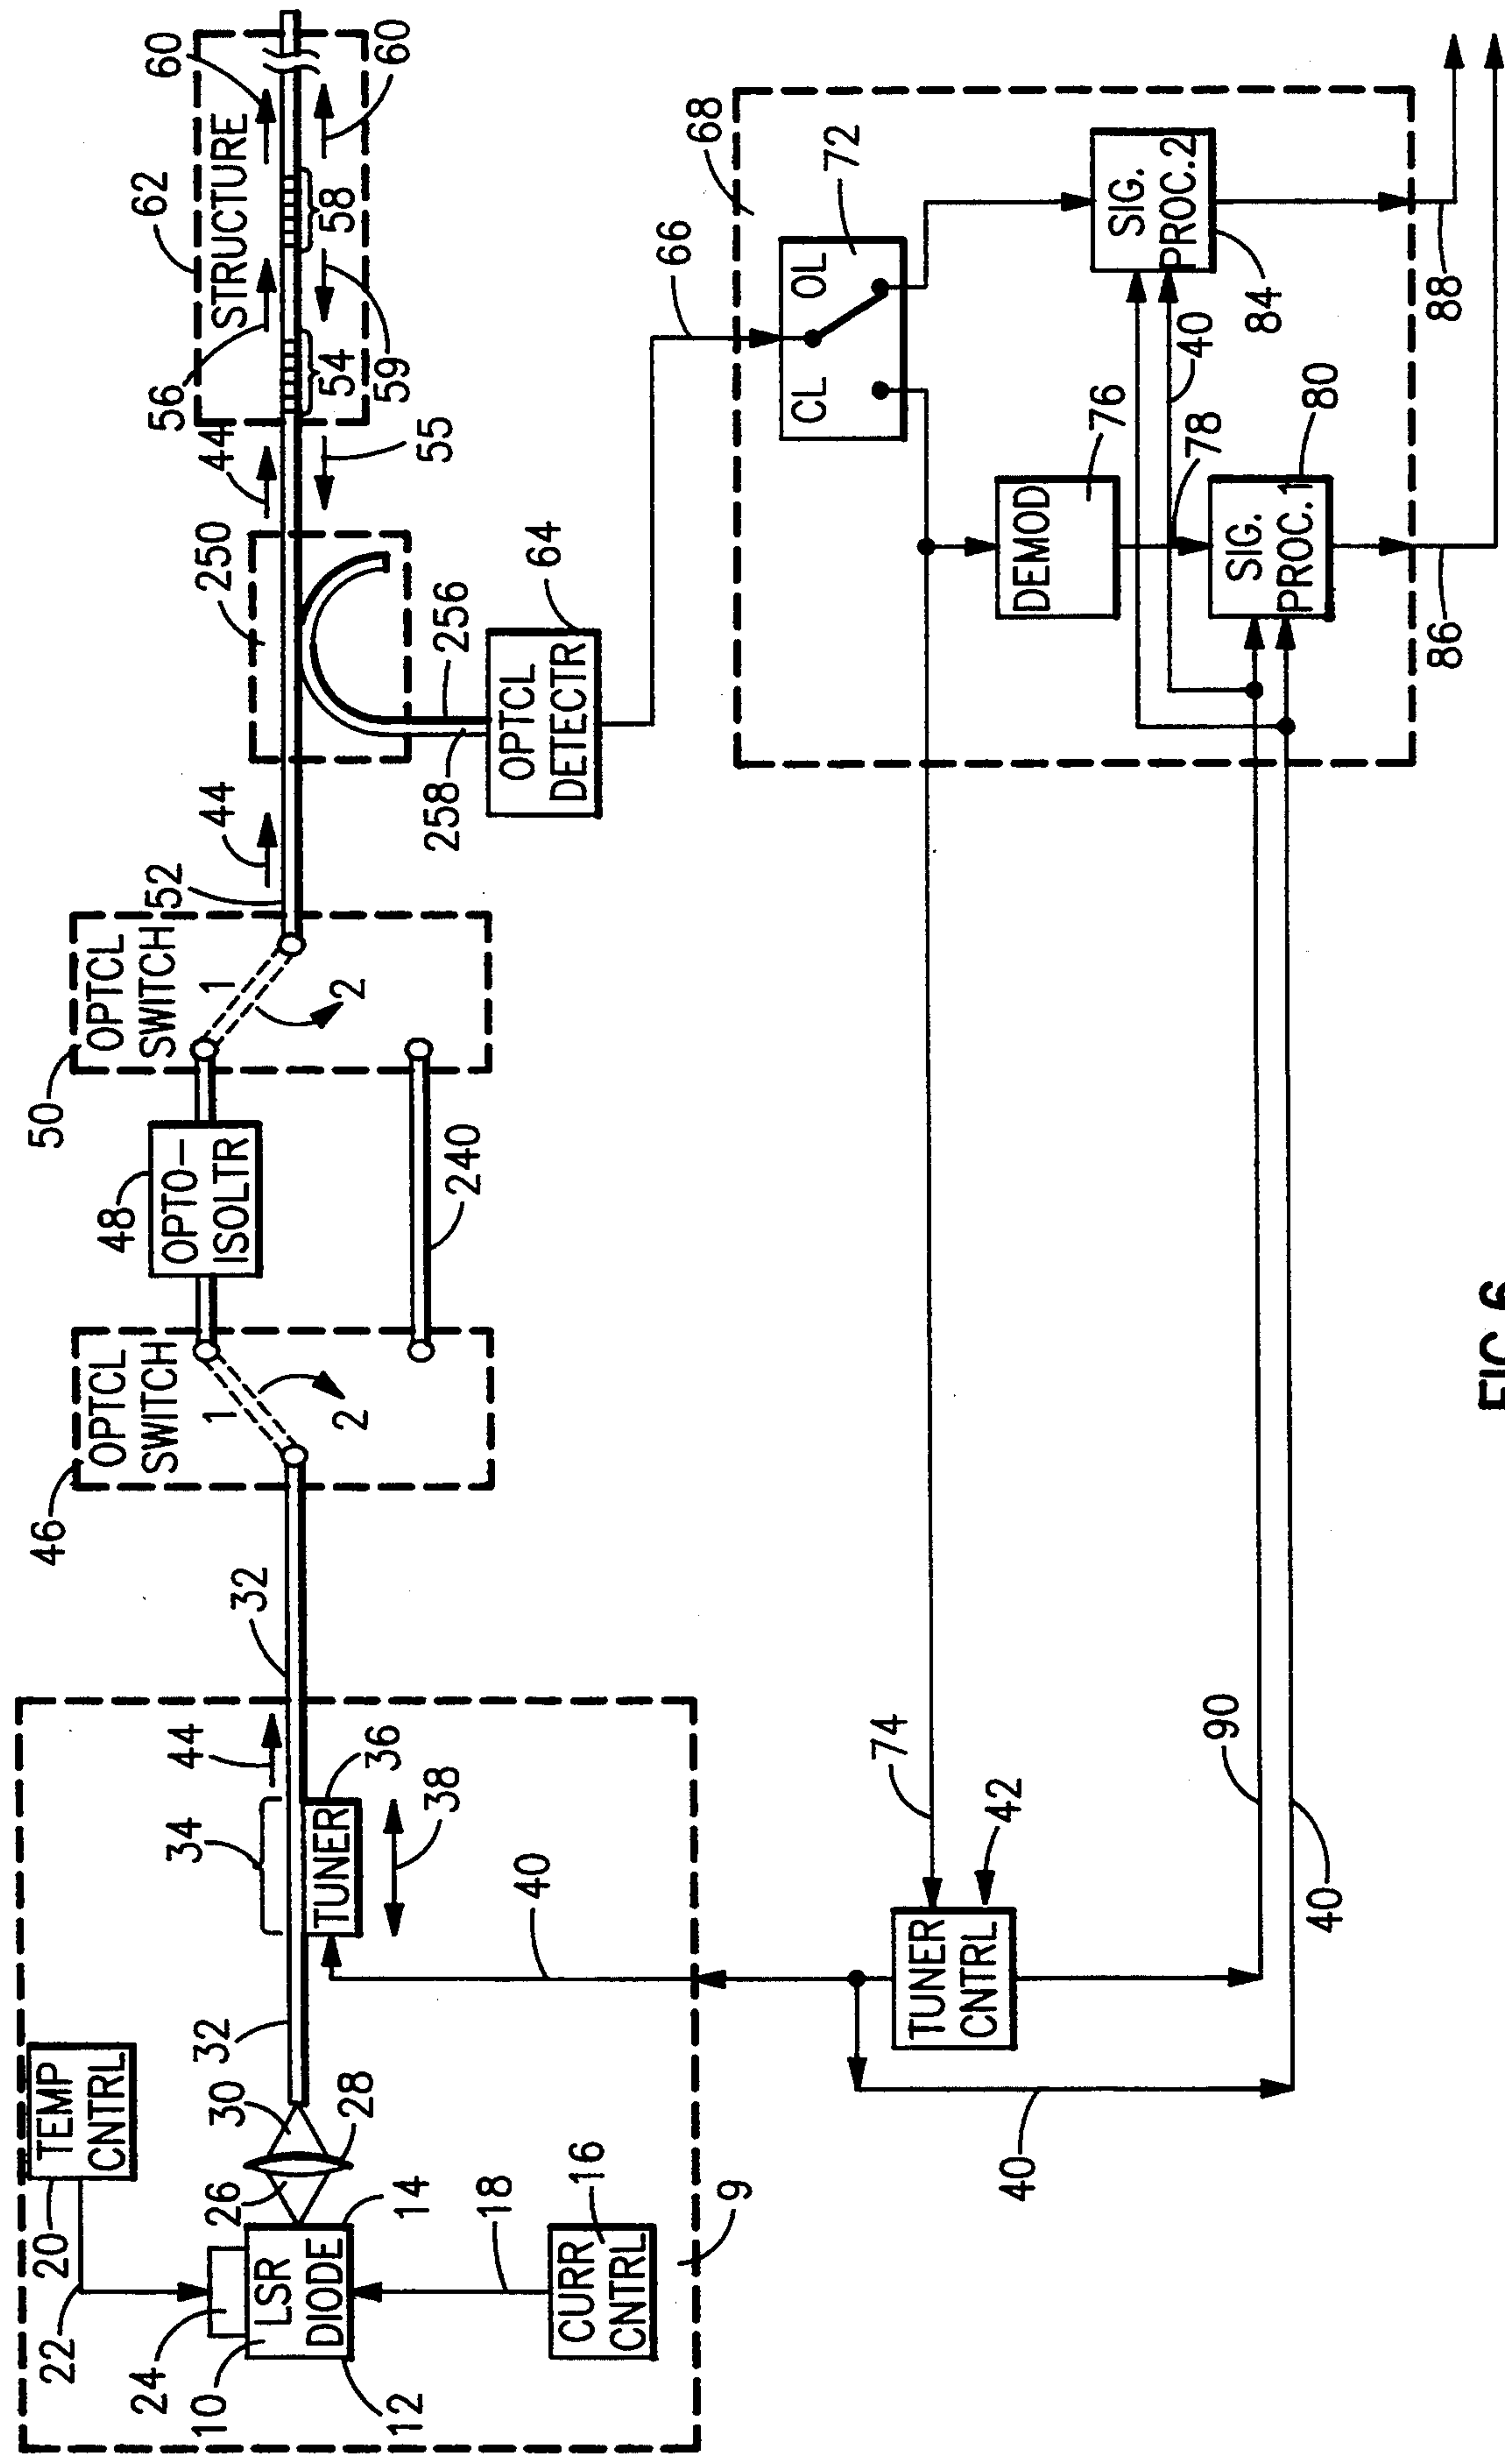 TEMP
CNTRL
20
22
24
10
LSR
DIODE
12
14
26
28
30
32
18
CURR
CNTRL
16
9
34
44
TUNER
36
38
40
32
46
OPTCL
SWITCH
1
2
48
OPTO-
ISOLTR
240
50
OPTCL
SWITCH
1
2
52
44
250
44
55
256
258
OPTCL
DETECTR
64
62
STRUCTURE
56
54
59
58
60
60
66
68
CL
OL
72
74
DEMOD
76
78
40
SIG.
PROC.1
80
SIG.
PROC.2
84
86
88
TUNER
CNTRL
42
90
40
40
FIG.6